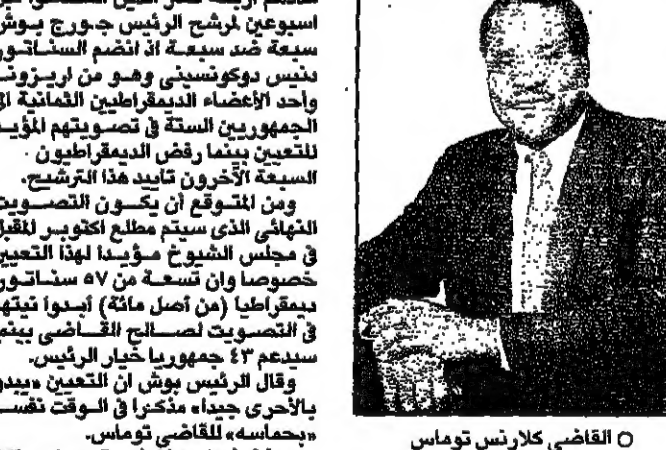 اسبوعين لمرشح الرئيس جورج بوش
سبعة ضد سبعة اذ انضم السناتور
دنيس دوكونسيني وهو من اريزونا
وأحد الأعضاء الديمقراطيين الثمانية الى
الجمهوريين الستة في تصويتهم المؤيد
للتعيين بينما رفض الديمقراطيون
السبعة الآخرون تأييد هذا الترشيح.
ومن المتوقع أن يكون التصويت
النهائي الذي سيتم مطلع اكتوبر المقبل
في مجلس الشيوخ مؤيدا لهذا التعيين
خصوصا وان تسعة من ٥٧ سناتورا
ديمقراطيا (من أصل مائة) أبدوا نيتهم
في التصويت لصالح القاضي بينما
سيدعم ٤٣ جمهوريا خيار الرئيس.
وقال الرئيس بوش ان التعيين «يبدو
بالأحرى جيدا» مذكرا في الوقت نفسه
«بحماسه» للقاضي توماس.
القاضي كلارنس توماس